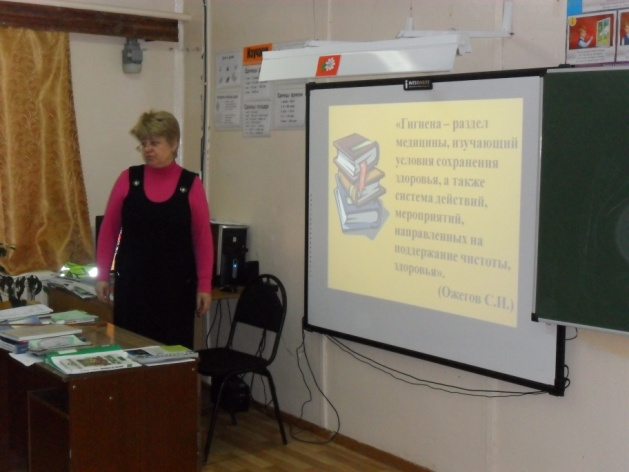 «Гигиена – раздел
медицины, изучающий
условия сохранения
здоровья, а также
система действий,
мероприятий,
направленных на
поддержание чистоты,
здоровья».
(Ожегов С.И.)